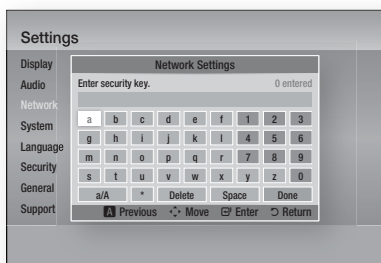 Settings
Display
Audio
Network
System
Language
Security
General
Support
Network Settings
Enter security key. 0 entered
a b c d e f 1 2 3
g h i j k l 4 5 6
m n o p q r 7 8 9
s t u v w x y z 0
a/A * Delete Space Done
A Previous Move Enter Return